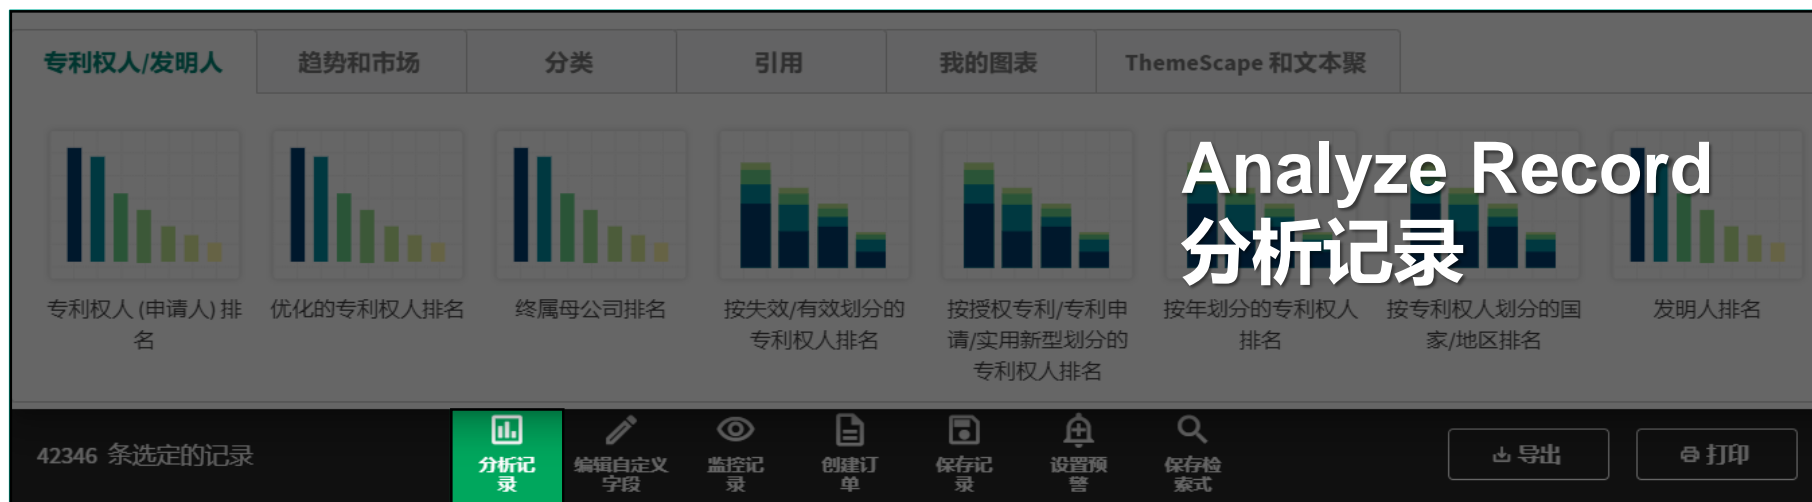 专利权人/发明人
趋势和市场
分类
引用
我的图表
ThemeScape 和文本聚
Analyze Record
分析记录
专利权人 (申请人) 排
名
优化的专利权人排名
终属母公司排名
按失效/有效划分的
专利权人排名
按授权专利/专利申
请/实用新型划分的
专利权人排名
按年划分的专利权人
排名
按专利权人划分的国
家/地区排名
发明人排名
42346 条选定的记录
分析记
录
编辑自定义
字段
监控记
录
创建订
单
保存记
录
设置预
警
保存检
索式
导出
打印